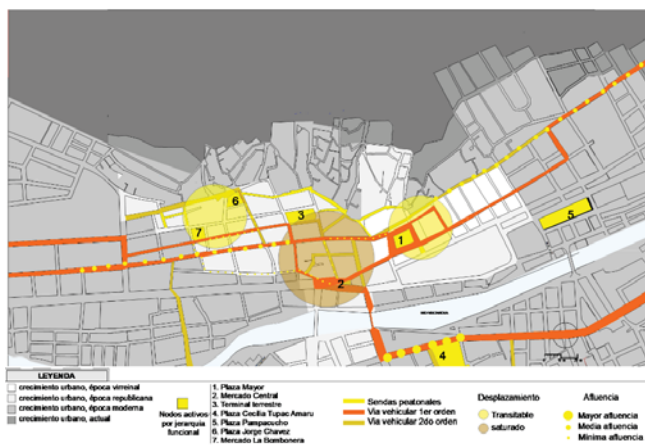 6
7
3
1
5
2
4
LEYENDA
crecimiento urbano, época virreinal
crecimiento urbano, época republicana
crecimiento urbano, época moderna
crecimiento urbano, actual
Nodos activos
por jerarquía
funcional
1. Plaza Mayor
2. Mercado Central
3. Terminal terrestre
4. Plaza Cecilia Tupac Amaru
5. Plaza Pampacucho
6. Plaza Jorge Chavez
7. Mercado La Bombonera
Sendas peatonales
Via vehicular 1er orden
Via vehicular 2do orden
Desplazamiento
Transitable
saturado
Afluencia
Mayor afluencia
Media afluencia
Mínima afluencia